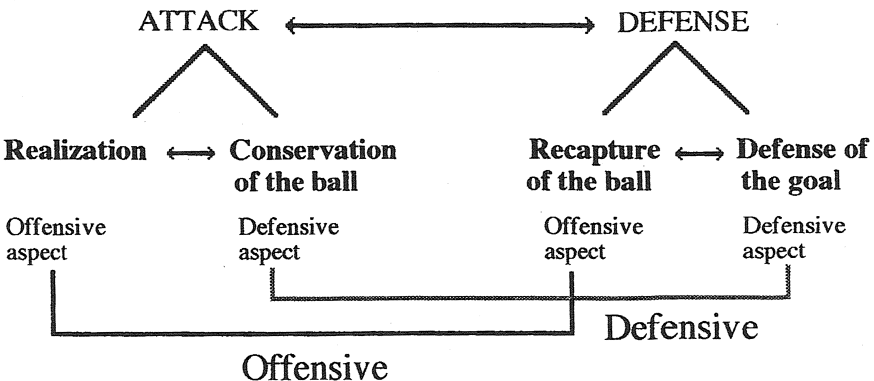 ATTACK DEFENSE
Realization Conservation of the ball Recapture of the ball Defense of the goal
Offensive aspect Defensive aspect Offensive aspect Defensive aspect
Defensive
Offensive